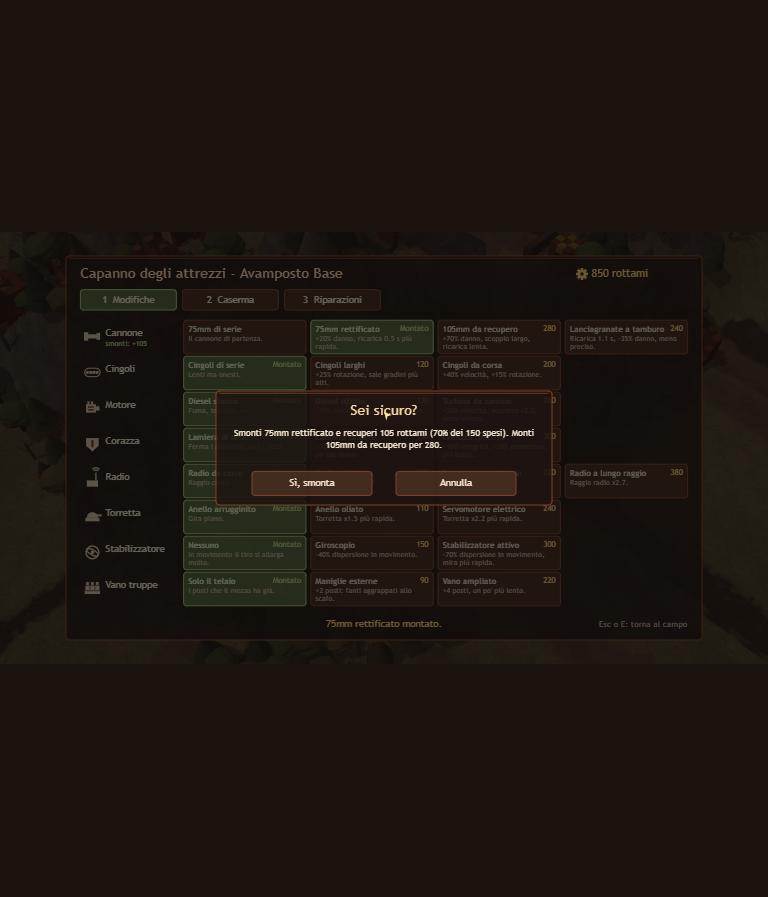 Capanno degli attrezzi - Avamposto Base
850 rottami
1 Modifiche
2 Caserma
3 Riparazioni
Cannone
smonti: +105
75mm di serie
Il cannone di partenza.
75mm rettificato Montato
+20% danno, ricarica 0.5 s più
rapida.
105mm da recupero 280
+70% danno, scoppio largo,
ricarica lenta.
Lanciagranate a tamburo 240
Ricarica 1.1 s, -35% danno, meno
preciso.
Cingoli
Cingoli di serie Montato
Lenti ma onesti.
Cingoli larghi 120
+25% rotazione, sale gradini più
alti.
Cingoli da corsa 200
+40% velocità, +15% rotazione.
Motore
Diesel
Fuma,
Corazza
Lamier
Ferma
Sei sicuro?
Smonti 75mm rettificato e recuperi 105 rottami (70% dei 150 spesi). Monti
105mm da recupero per 280.
Sì, smonta
Annulla
Radio
Radio d
Raggio
Radio a lungo raggio 380
Raggio radio x2.7.
Torretta
Anello arrugginito Montato
Gira piano.
Anello oliato 110
Torretta x1.5 più rapida.
Servomotore elettrico 240
Torretta x2.2 più rapida.
Stabilizzatore
Nessuno Montato
In movimento il tiro si allarga
molto.
Giroscopio 150
-40% dispersione in movimento.
Stabilizzatore attivo 300
-70% dispersione in movimento,
mira più rapida.
Vano truppe
Solo il telaio Montato
I posti che il mezzo ha già.
Maniglie esterne 90
+2 posti: fanti aggrappati allo
scafo.
Vano ampliato 220
+4 posti, un po' più lento.
75mm rettificato montato.
Esc o E: torna al campo